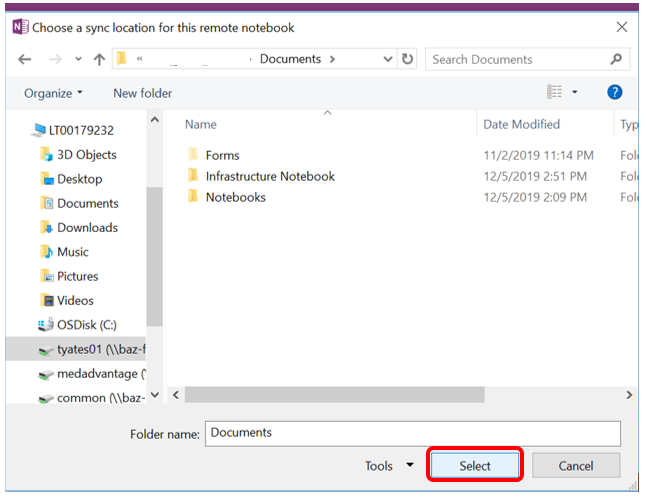 Choose a sync location for this remote notebook
« Documents >
Search Documents
Organize
New folder
Name
Date Modified
Typ
LT00179232
3D Objects
Desktop
Documents
Downloads
Music
Pictures
Videos
OSDisk (C:)
tyates01 (\\baz-f
medadvantage (
common (\\baz-
Forms 11/2/2019 11:14 PM Fol
Infrastructure Notebook 12/5/2019 2:51 PM Fol
Notebooks 12/5/2019 2:09 PM Fol
Folder name: Documents
Tools
Select
Cancel